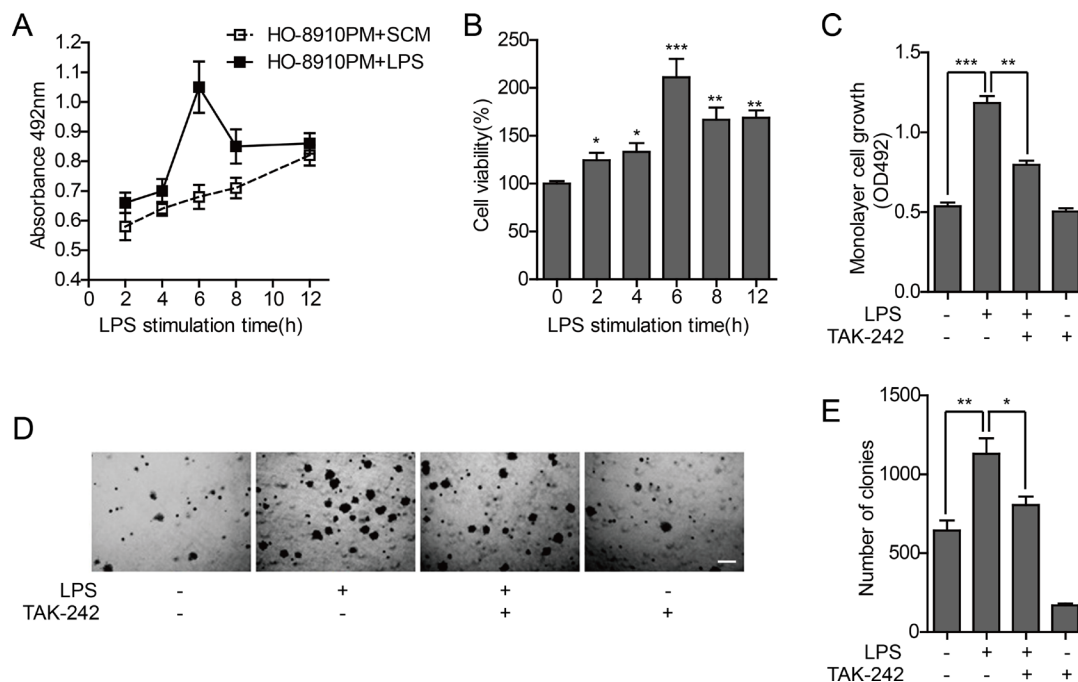 A
HO-8910PM+SCM
HO-8910PM+LPS
Absorbance 492nm
1.2
1.1
1.0
0.9
0.8
0.7
0.6
0.5
0.4
0 2 4 6 8 10 12
LPS stimulation time(h)
B
Cell viability(%)
250
200
150
100
50
0
* * *** ** **
0 2 4 6 8 12
LPS stimulation time(h)
C
Monolayer cell growth
(OD492)
1.5
1.0
0.5
0.0
*** **
LPS - + + -
TAK-242 - - + +
D
LPS - + + -
TAK-242 - - + +
E
Number of clonies
1500
1000
500
0
** *
LPS - + + -
TAK-242 - - + +